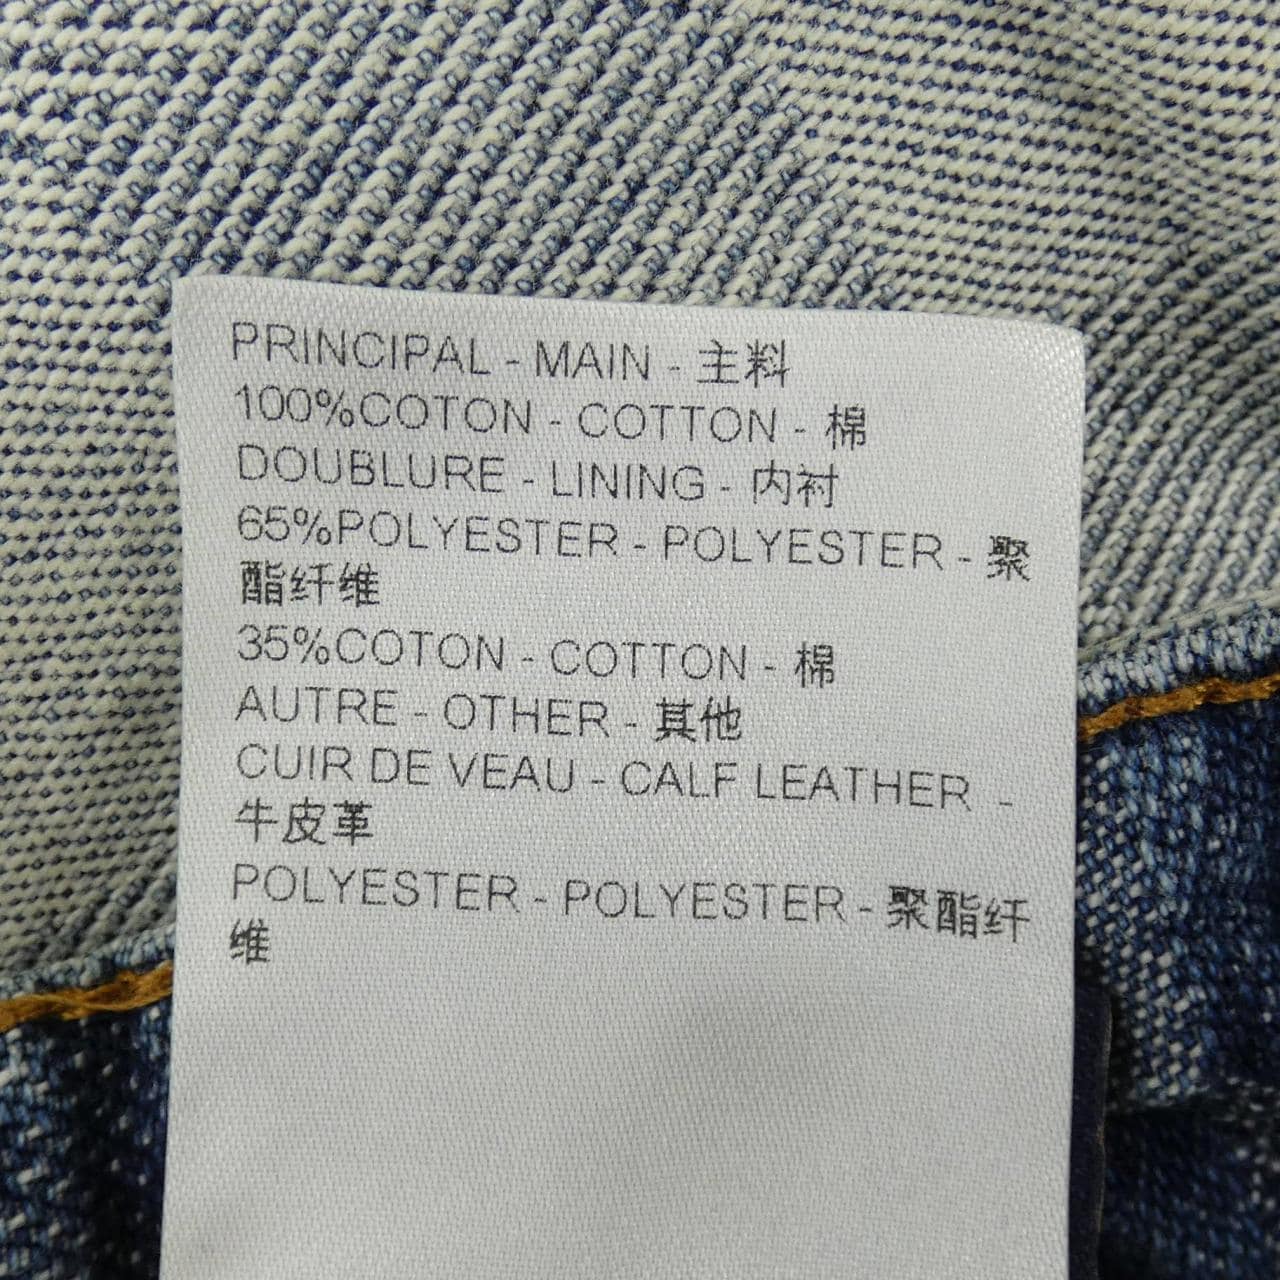 PRINCIPAL - MAIN - 主料
100%COTON - COTTON - 棉
DOUBLURE - LINING - 内衬
65%POLYESTER - POLYESTER - 聚
酯纤维
35%COTON - COTTON - 棉
AUTRE - OTHER - 其他
CUIR DE VEAU - CALF LEATHER -
牛皮革
POLYESTER - POLYESTER - 聚酯纤
维